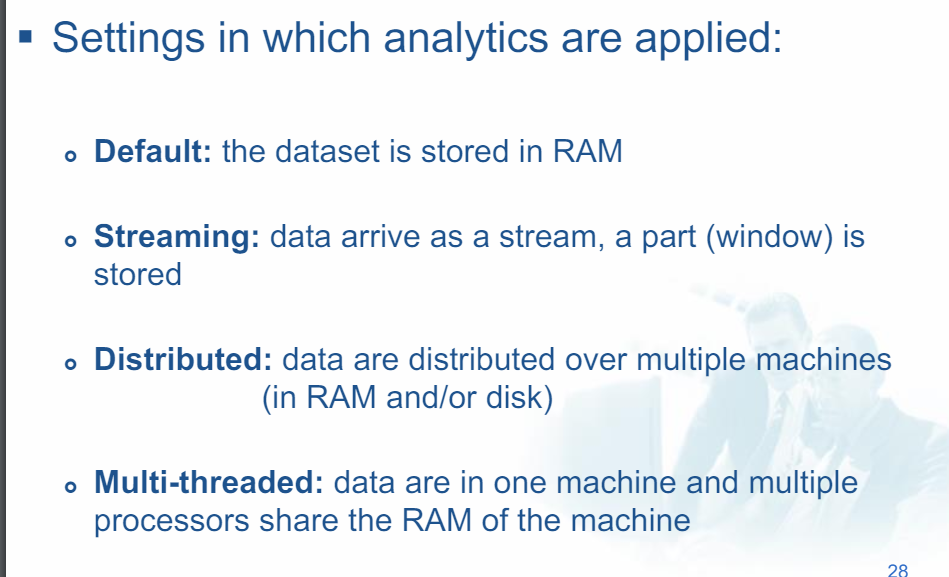 ▪ Settings in which analytics are applied:
o Default: the dataset is stored in RAM
o Streaming: data arrive as a stream, a part (window) is
stored
o Distributed: data are distributed over multiple machines
(in RAM and/or disk)
o Multi-threaded: data are in one machine and multiple
processors share the RAM of the machine
28